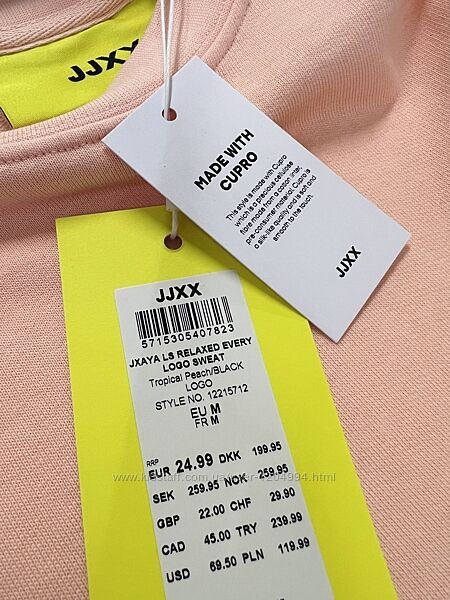 JJXX
MADE WITH
CUPRO
This style is made with Cupro
which is a precious cellulose
fibre made from a cotton linter,
pre-consumer material. Cupro is
a silk-like quality and is soft and
smooth to the touch.
JJXX
JJXX
5715305407823
JXAYA LS RELAXED EVERY
LOGO SWEAT
Tropical Peach/BLACK
LOGO
STYLE NO. 12215712
EU M
FR M
RRP
EUR 24.99 DKK 199.95
SEK 259.95 NOK 259.95
GBP 22.00 CHF 29.90
CAD 45.00 TRY 239.99
USD 69.50 PLN 119.99